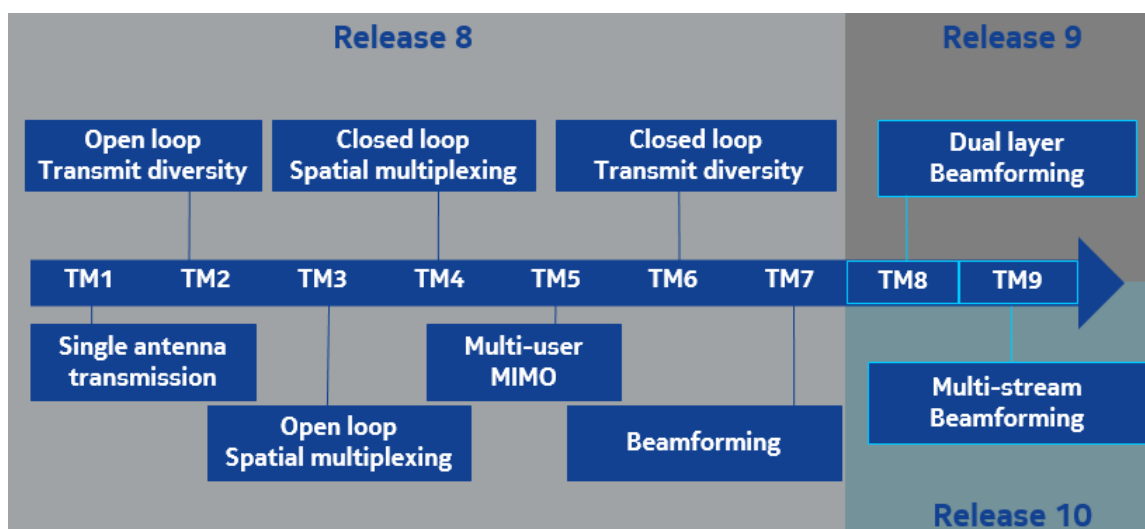 Release 8
Release 9
Open loop
Transmit diversity
Closed loop
Spatial multiplexing
Closed loop
Transmit diversity
Dual layer
Beamforming
TM1 TM2 TM3 TM4 TM5 TM6 TM7 TM8 TM9
Single antenna
transmission
Multi-user
MIMO
Multi-stream
Beamforming
Open loop
Spatial multiplexing
Beamforming
Release 10